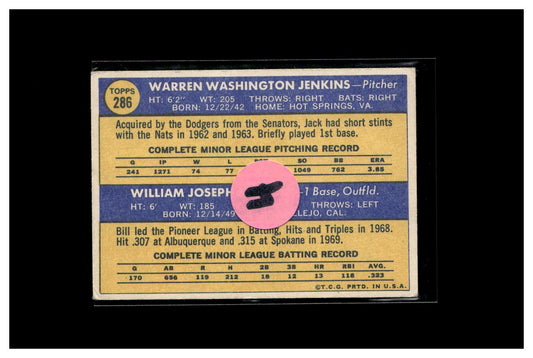 TOPPS
286
WARREN WASHINGTON JENKINS—Pitcher
HT: 6'2" WT: 205 THROWS: RIGHT BATS: RIGHT
BORN: 12/22/42 HOME: HOT SPRINGS, VA.
Acquired by the Dodgers from the Senators, Jack had short stints
with the Nats in 1962 and 1963. Briefly played 1st base.
COMPLETE MINOR LEAGUE PITCHING RECORD
G IP W L SO BB ERA
241 1271 74 77 1049 762 3.85
WILLIAM JOSEPH —1 Base, Outfld.
HT: 6' WT: 185 THROWS: LEFT
BORN: 12/14/49 CAL.
Bill led the Pioneer League in Batting, Hits and Triples in 1968.
Hit .307 at Albuquerque and .315 at Spokane in 1969.
COMPLETE MINOR LEAGUE BATTING RECORD
G AB R H 2B 3B HR RBI AVG.
170 656 119 212 18 13 118 .323
©T.C.G. PRTD. IN U.S.A.